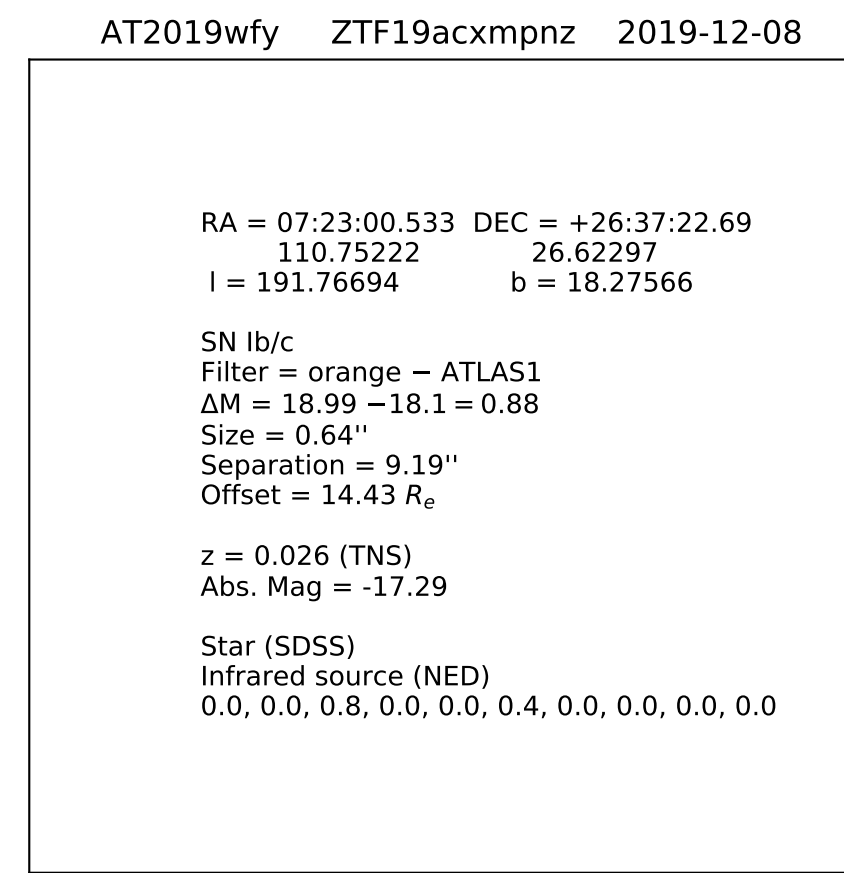 AT2019wfy ZTF19acxmpnz 2019-12-08
RA = 07:23:00.533 DEC = +26:37:22.69
110.75222 26.62297
l = 191.76694 b = 18.27566
SN Ib/c
Filter = orange − ATLAS1
ΔM = 18.99 −18.1 = 0.88
Size = 0.64''
Separation = 9.19''
Offset = 14.43 Rₑ
z = 0.026 (TNS)
Abs. Mag = -17.29
Star (SDSS)
Infrared source (NED)
0.0, 0.0, 0.8, 0.0, 0.0, 0.4, 0.0, 0.0, 0.0, 0.0